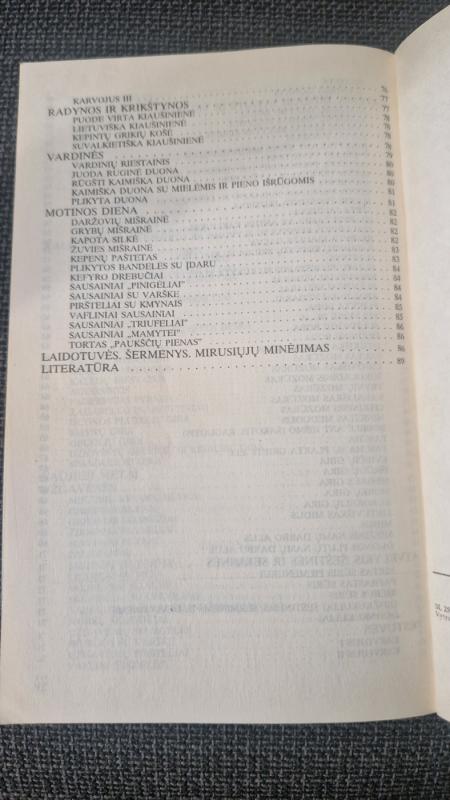 KARVOJUS III . . . 76
RADYNOS IR KRIKŠTYNOS . . . 77
PUODE VIRTA KIAUŠINIENĖ . . . 77
LIETUVIŠKA KIAUŠINIENĖ . . . 78
KEPINTŲ GRIKIŲ KOŠĖ . . . 78
SUVALKIETIŠKA KIAUŠINIENĖ . . . 78
VARDINĖS . . . 78
VARDINIŲ RIESTAINIS . . . 79
JUODA RUGINĖ DUONA . . . 80
RŪGŠTI KAIMIŠKA DUONA . . . 80
KAIMIŠKA DUONA SU MIELĖMIS IR PIENO IŠRŪGOMIS . . . 80
PLIKYTA DUONA . . . 81
MOTINOS DIENA . . . 81
DARŽOVIŲ MIŠRAINĖ . . . 82
GRYBŲ MIŠRAINĖ . . . 82
KAPOTA SILKĖ . . . 82
ŽUVIES MIŠRAINĖ . . . 82
KEPENŲ PAŠTETAS . . . 83
PLIKYTOS BANDELĖS SU ĮDARU . . . 83
KEFYRO DREBUČIAI . . . 84
SAUSAINIAI „PINIGĖLIAI" . . . 84
SAUSAINIAI SU VARŠKE . . . 84
PIRŠTELIAI SU KMYNAIS . . . 84
VAFLINIAI SAUSAINIAI . . . 85
SAUSAINIAI „TRIUFELIAI" . . . 85
SAUSAINIAI „MAMYTEI" . . . 86
TORTAS „PAUKŠČIŲ PIENAS" . . . 86
LAIDOTUVĖS. ŠERMENYS. MIRUSIŲJŲ MINĖJIMAS . . . 86
LITERATŪRA . . . 89